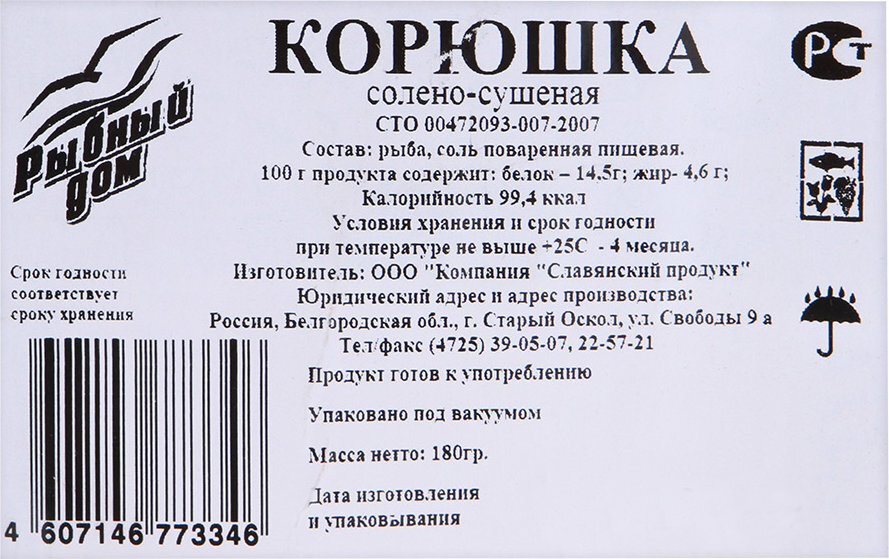 Рыбный
дом
КОРЮШКА
солено-сушеная
СТО 00472093-007-2007
Состав: рыба, соль поваренная пищевая.
100 г продукта содержит: белок – 14,5г; жир- 4,6 г;
Калорийность 99,4 ккал
Условия хранения и срок годности
при температуре не выше +25С - 4 месяца.
Изготовитель: ООО "Компания "Славянский продукт"
Юридический адрес и адрес производства:
Россия, Белгородская обл., г. Старый Оскол, ул. Свободы 9 а
Тел/факс (4725) 39-05-07, 22-57-21
РСТ
Срок годности
соответствует
сроку хранения
Продукт готов к употреблению
Упаковано под вакуумом
Масса нетто: 180гр.
Дата изготовления
и упаковывания
4 607146 773346